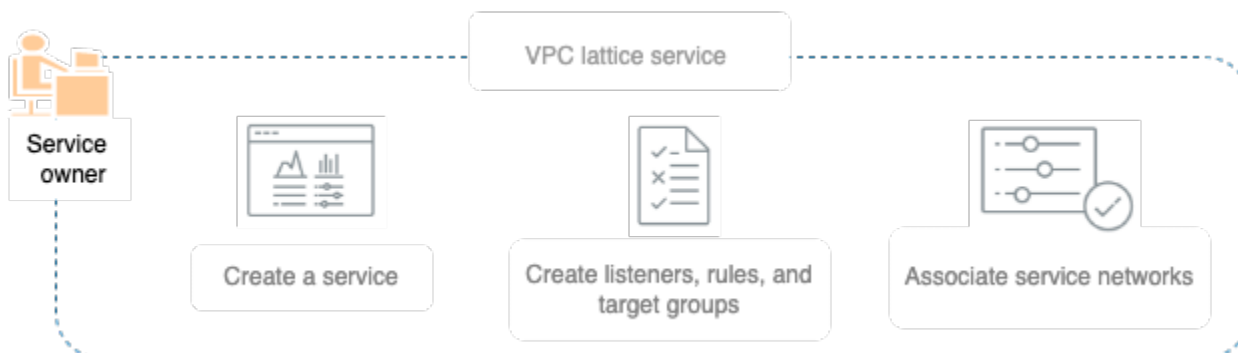 VPC lattice service
Service
owner
Create a service
Create listeners, rules, and
target groups
Associate service networks